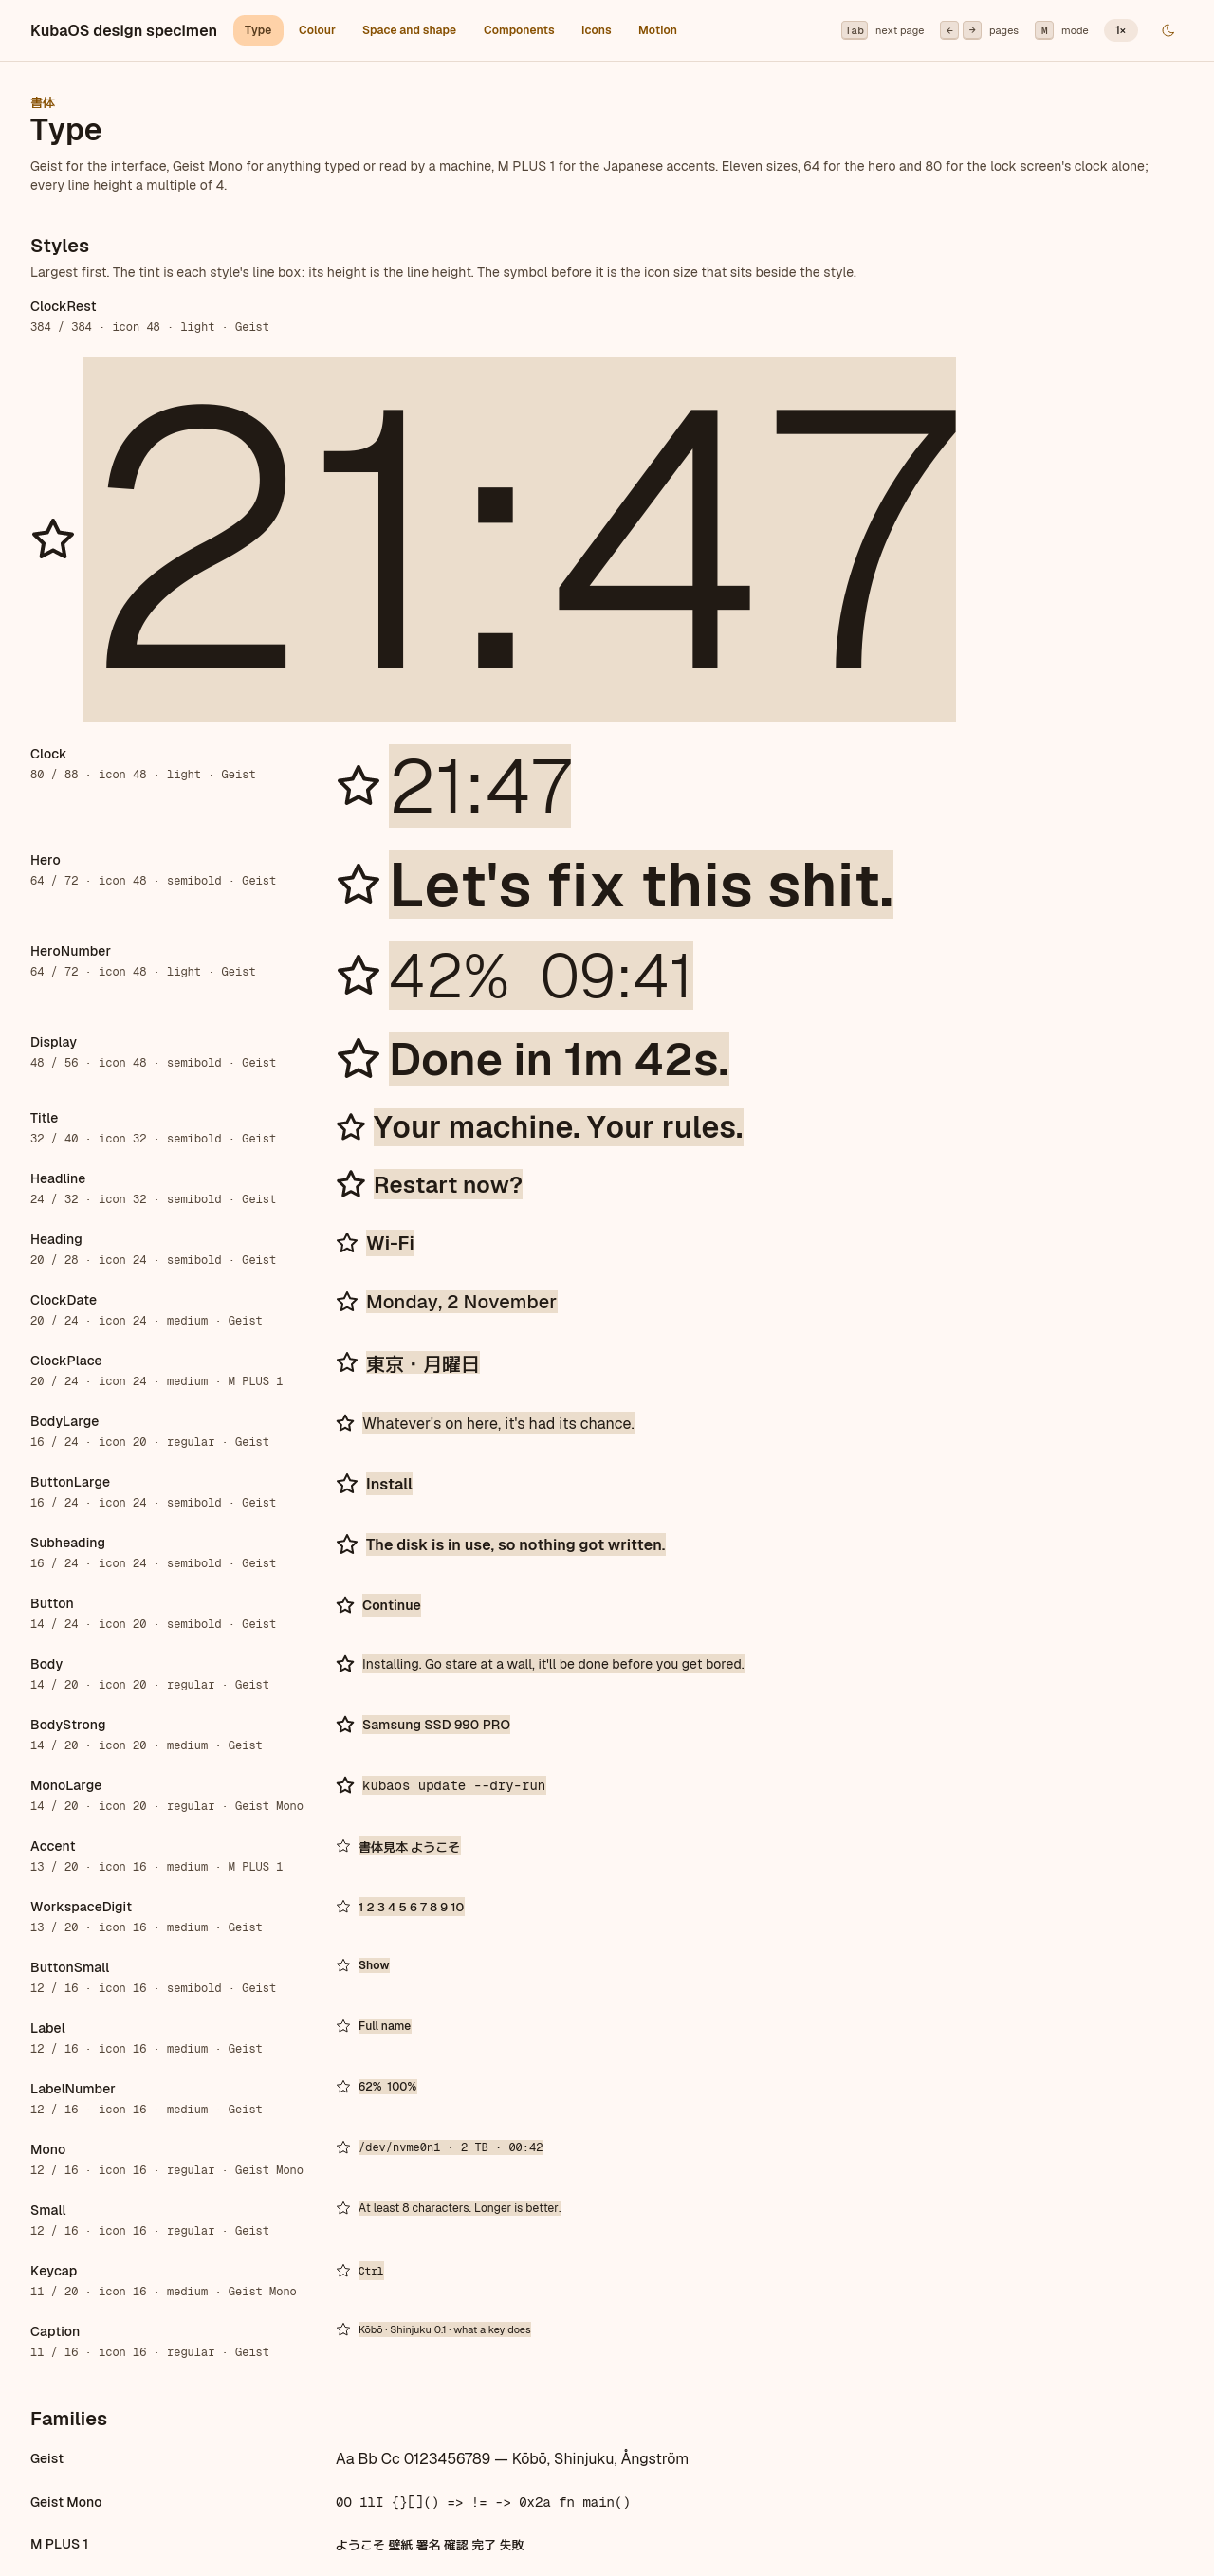 KubaOS design specimen Type Colour Space and shape Components Icons Motion Tab next page ← → pages M mode 1×
書体
Type
Geist for the interface, Geist Mono for anything typed or read by a machine, M PLUS 1 for the Japanese accents. Eleven sizes, 64 for the hero and 80 for the lock screen's clock alone;
every line height a multiple of 4.
Styles
Largest first. The tint is each style's line box: its height is the line height. The symbol before it is the icon size that sits beside the style.
ClockRest
384 / 384 · icon 48 · light · Geist
21:47
Clock
80 / 88 · icon 48 · light · Geist
21:47
Hero
64 / 72 · icon 48 · semibold · Geist
Let's fix this shit.
HeroNumber
64 / 72 · icon 48 · light · Geist
42% 09:41
Display
48 / 56 · icon 48 · semibold · Geist
Done in 1m 42s.
Title
32 / 40 · icon 32 · semibold · Geist
Your machine. Your rules.
Headline
24 / 32 · icon 32 · semibold · Geist
Restart now?
Heading
20 / 28 · icon 24 · semibold · Geist
Wi-Fi
ClockDate
20 / 24 · icon 24 · medium · Geist
Monday, 2 November
ClockPlace
20 / 24 · icon 24 · medium · M PLUS 1
東京・月曜日
BodyLarge
16 / 24 · icon 20 · regular · Geist
Whatever's on here, it's had its chance.
ButtonLarge
16 / 24 · icon 24 · semibold · Geist
Install
Subheading
16 / 24 · icon 24 · semibold · Geist
The disk is in use, so nothing got written.
Button
14 / 24 · icon 20 · semibold · Geist
Continue
Body
14 / 20 · icon 20 · regular · Geist
Installing. Go stare at a wall, it'll be done before you get bored.
BodyStrong
14 / 20 · icon 20 · medium · Geist
Samsung SSD 990 PRO
MonoLarge
14 / 20 · icon 20 · regular · Geist Mono
kubaos update --dry-run
Accent
13 / 20 · icon 16 · medium · M PLUS 1
書体見本 ようこそ
WorkspaceDigit
13 / 20 · icon 16 · medium · Geist
1 2 3 4 5 6 7 8 9 10
ButtonSmall
12 / 16 · icon 16 · semibold · Geist
Show
Label
12 / 16 · icon 16 · medium · Geist
Full name
LabelNumber
12 / 16 · icon 16 · medium · Geist
62% 100%
Mono
12 / 16 · icon 16 · regular · Geist Mono
/dev/nvme0n1 · 2 TB · 00:42
Small
12 / 16 · icon 16 · regular · Geist
At least 8 characters. Longer is better.
Keycap
11 / 20 · icon 16 · medium · Geist Mono
Ctrl
Caption
11 / 16 · icon 16 · regular · Geist
Kōbō · Shinjuku 0.1 · what a key does
Families
Geist
Aa Bb Cc 0123456789 — Kōbō, Shinjuku, Ångström
Geist Mono
0O 1lI {}[]() => != -> 0x2a fn main()
M PLUS 1
ようこそ 壁紙 署名 確認 完了 失敗